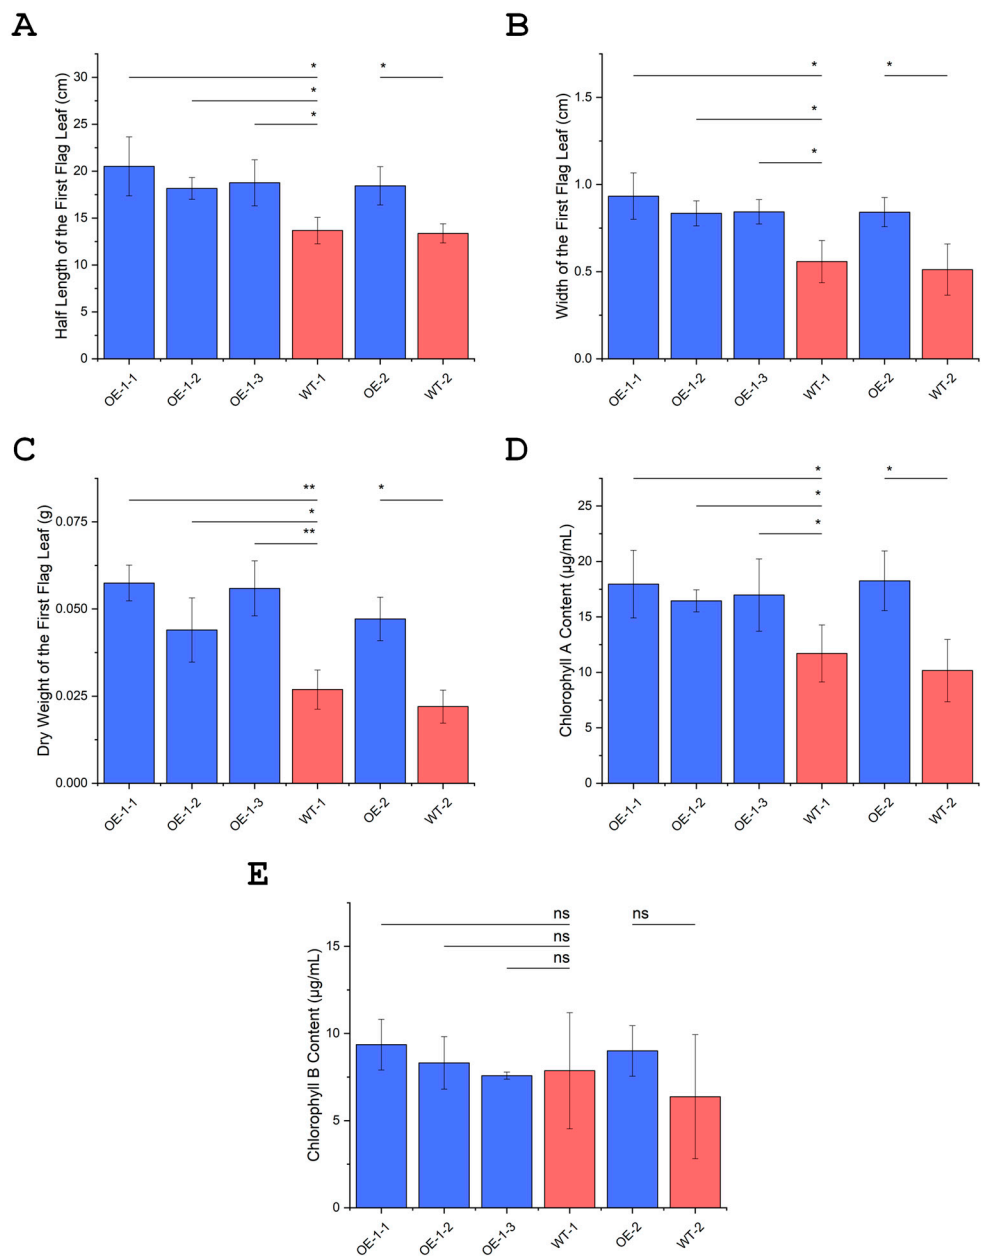 A
Half Length of the First Flag Leaf (cm)
30
25
20
15
10
5
0
*
*
*
*
OE-1-1
OE-1-2
OE-1-3
WT-1
OE-2
WT-2
B
Width of the First Flag Leaf (cm)
1.5
1.0
0.5
0.0
*
*
*
*
OE-1-1
OE-1-2
OE-1-3
WT-1
OE-2
WT-2
C
Dry Weight of the First Flag Leaf (g)
0.075
0.050
0.025
0.000
**
*
*
**
OE-1-1
OE-1-2
OE-1-3
WT-1
OE-2
WT-2
D
Chlorophyll A Content (µg/mL)
25
20
15
10
5
0
*
*
*
*
OE-1-1
OE-1-2
OE-1-3
WT-1
OE-2
WT-2
E
Chlorophyll B Content (µg/mL)
15
10
5
0
ns
ns
ns
ns
OE-1-1
OE-1-2
OE-1-3
WT-1
OE-2
WT-2